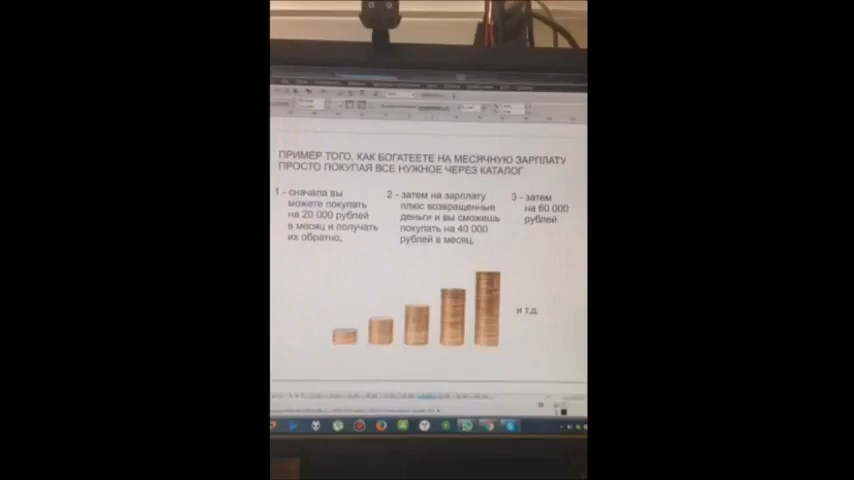 ПРИМЕР ТОГО, КАК БОГАТЕЕТЕ НА МЕСЯЧНУЮ ЗАРПЛАТУ
ПРОСТО ПОКУПАЯ ВСЕ НУЖНОЕ ЧЕРЕЗ КАТАЛОГ
1 - сначала вы
можете покупать
на 20 000 рублей
в месяц и получать
их обратно,
2 - затем на зарплату
плюс возвращенные
деньги и вы сможешь
покупать на 40 000
рублей в месяц,
3 - затем
на 60 000
рублей
и т.д.